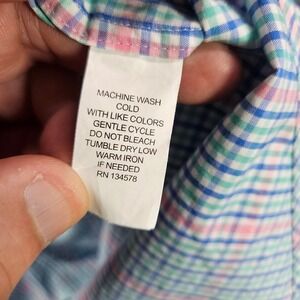 MACHINE WASH
COLD
WITH LIKE COLORS
GENTLE CYCLE
DO NOT BLEACH
TUMBLE DRY LOW
WARM IRON
IF NEEDED
RN 134578